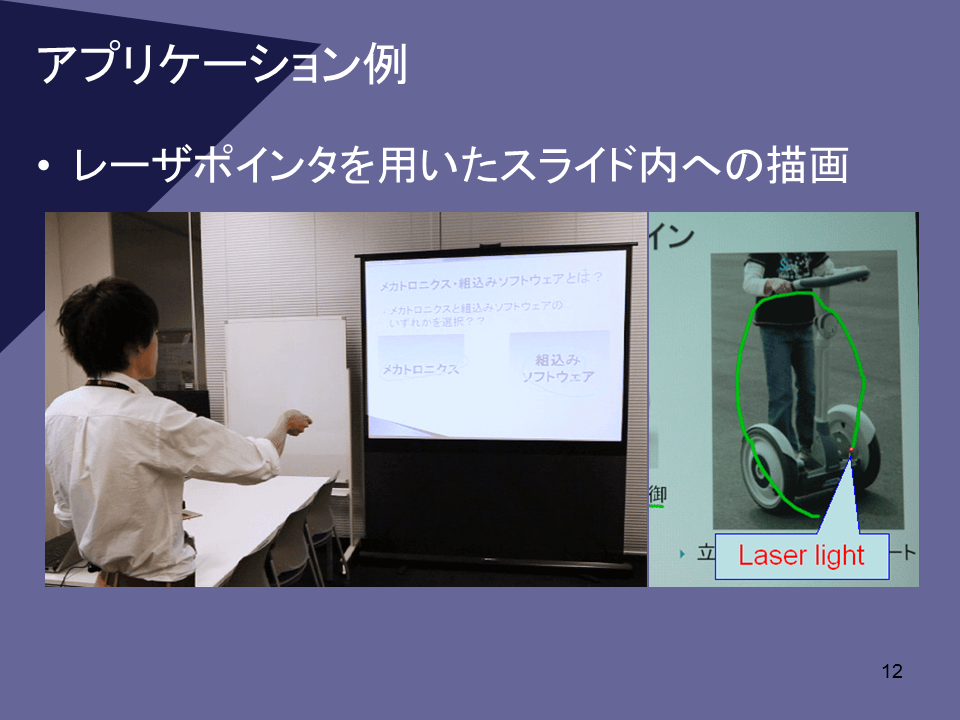 アプリケーション例
• レーザポインタを用いたスライド内への描画
メカトロニクス・組込みソフトウェアとは？
メカトロニクスと組込みソフトウェアの
いずれかを選択？？
メカトロニクス
組込み
ソフトウェア
イン
御
立
ート
Laser light
12